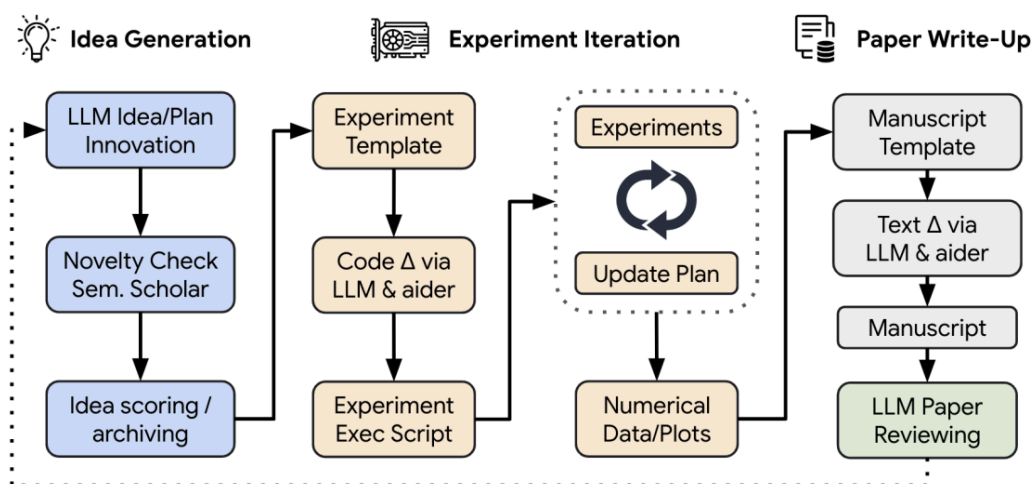 Idea Generation
Experiment Iteration
Paper Write-Up
LLM Idea/Plan
Innovation
Novelty Check
Sem. Scholar
Idea scoring /
archiving
Experiment
Template
Code Δ via
LLM & aider
Experiment
Exec Script
Experiments
Update Plan
Numerical
Data/Plots
Manuscript
Template
Text Δ via
LLM & aider
Manuscript
LLM Paper
Reviewing